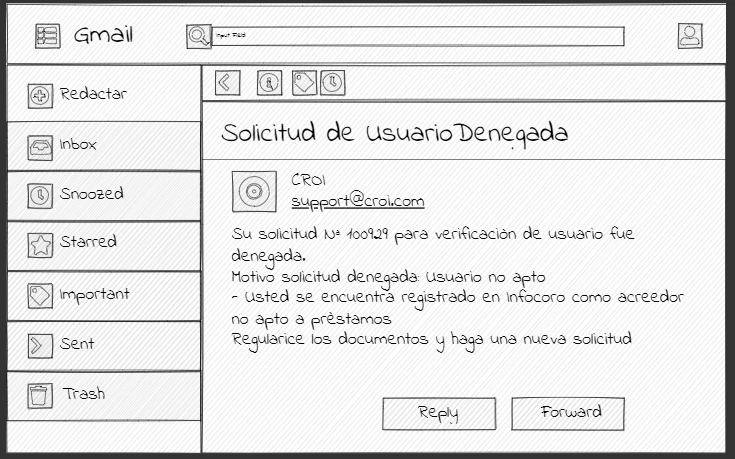 Gmail
Input Field
Redactar
Inbox
Snoozed
Starred
Important
Sent
Trash
Solicitud de UsuarioDenegada
CROI
support@croi.com
Su solicitud Nº 100929 para verificación de usuario fue
denegada.
Motivo solicitud denegada: Usuario no apto
- Usted se encuentra registrado en Infocoro como acreedor
no apto a prèstamos
Regularice los documentos y haga una nueva solicitud
Reply
Forward